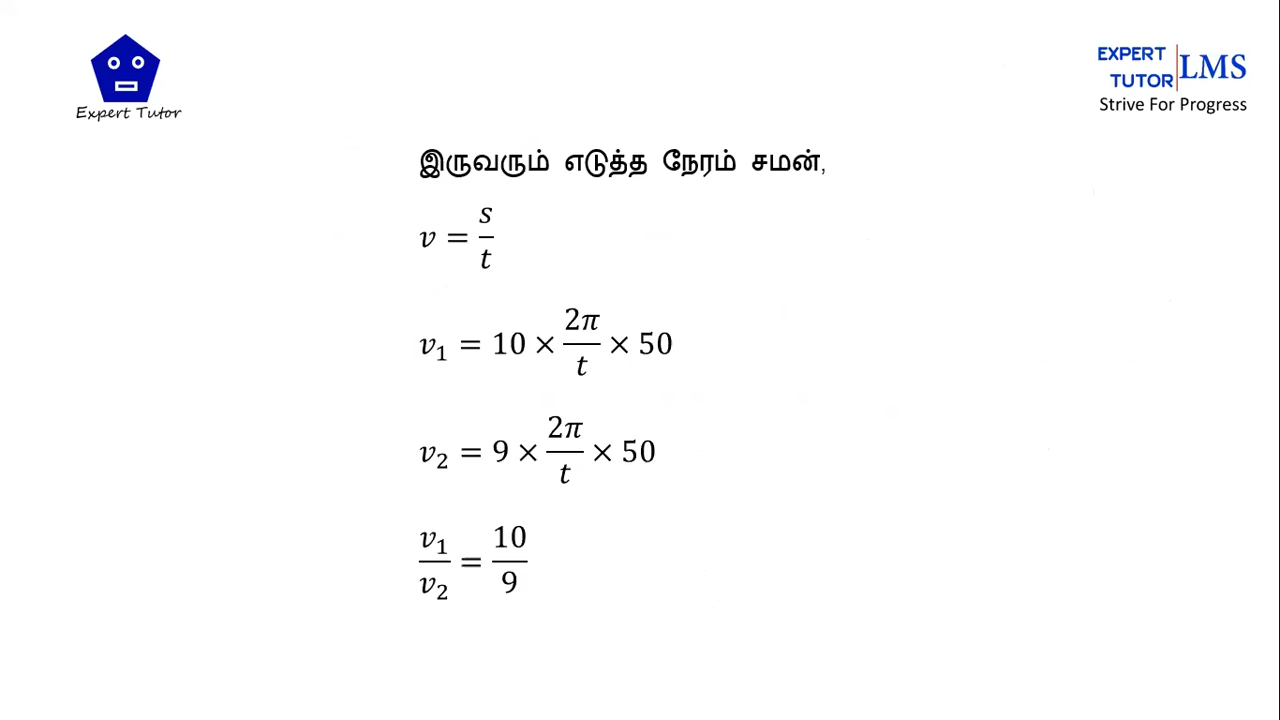 Expert Tutor
EXPERT TUTOR LMS
Strive For Progress
இருவரும் எடுத்த நேரம் சமன்,
v = s/t
v₁ = 10 × 2π/t × 50
v₂ = 9 × 2π/t × 50
v₁/v₂ = 10/9